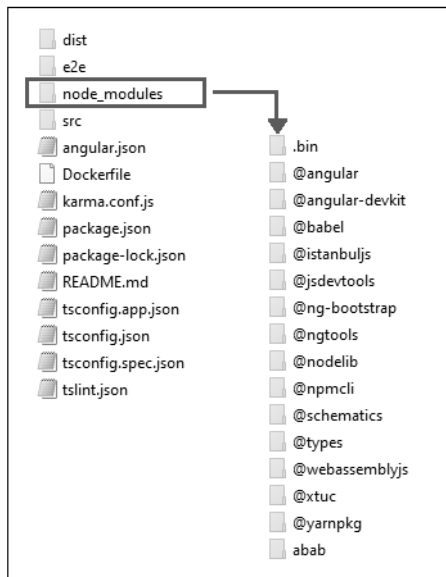 dist
e2e
node_modules
src
angular.json
Dockerfile
karma.conf.js
package.json
package-lock.json
README.md
tsconfig.app.json
tsconfig.json
tsconfig.spec.json
tslint.json
.bin
@angular
@angular-devkit
@babel
@istanbuljs
@jsdevtools
@ng-bootstrap
@ngtools
@nodelib
@npmcli
@schematics
@types
@webassemblyjs
@xtuc
@yarnpkg
abab